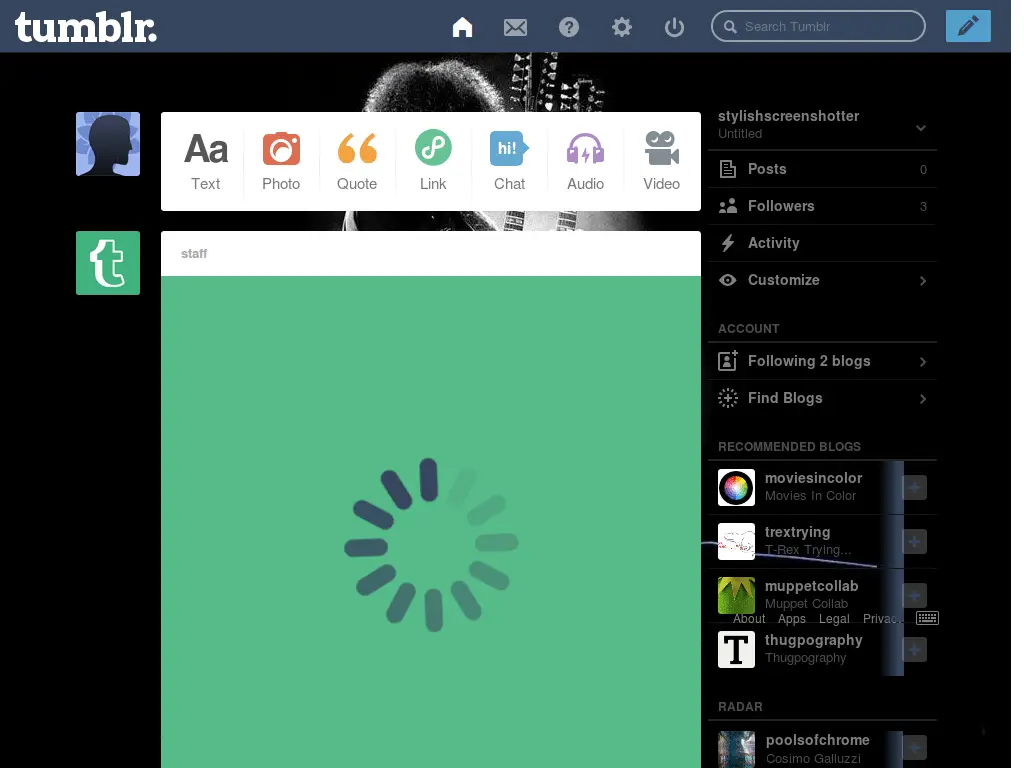 tumblr.
Search Tumblr
Aa
Text
Photo
Quote
Link
hi!
Chat
Audio
Video
staff
stylishscreenshotter
Untitled
Posts 0
Followers 3
Activity
Customize
ACCOUNT
Following 2 blogs
Find Blogs
RECOMMENDED BLOGS
moviesincolor
Movies In Color
trextrying
T-Rex Trying...
muppetcollab
Muppet Collab
About Apps Legal Privacy
T
thugpography
Thugpography
RADAR
poolsofchrome
Cosimo Galluzzi